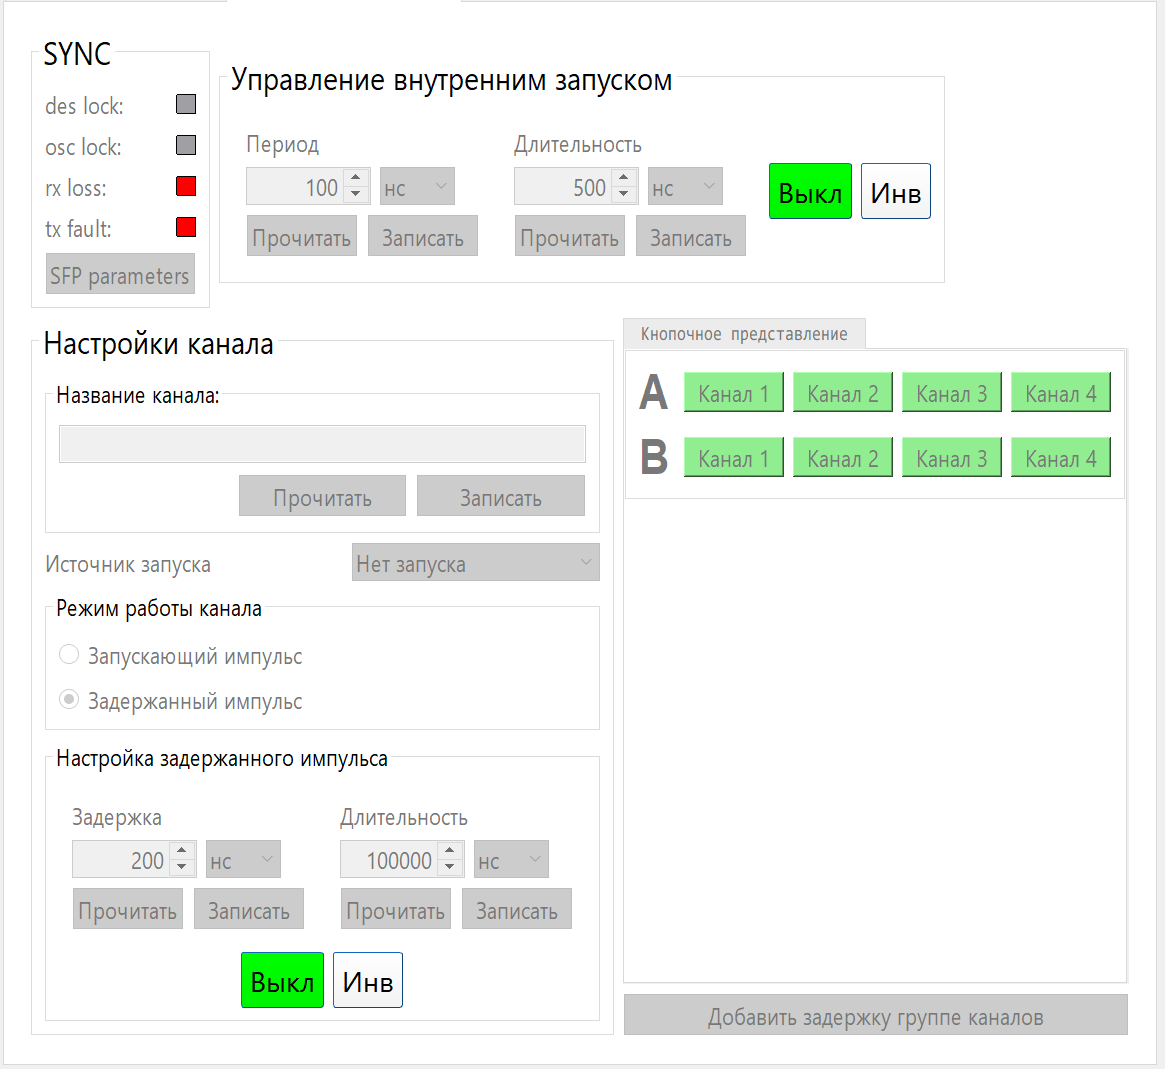 SYNC
des lock:
osc lock:
rx loss:
tx fault:
SFP parameters
Управление внутренним запуском
Период
Длительность
100 нс
500 нс
Выкл Инв
Прочитать Записать
Прочитать Записать
Настройки канала
Название канала:
Прочитать Записать
Источник запуска Нет запуска
Режим работы канала
Запускающий импульс
Задержанный импульс
Настройка задержанного импульса
Задержка
Длительность
200 нс
100000 нс
Прочитать Записать
Прочитать Записать
Выкл Инв
Кнопочное представление
A Канал 1 Канал 2 Канал 3 Канал 4
B Канал 1 Канал 2 Канал 3 Канал 4
Добавить задержку группе каналов